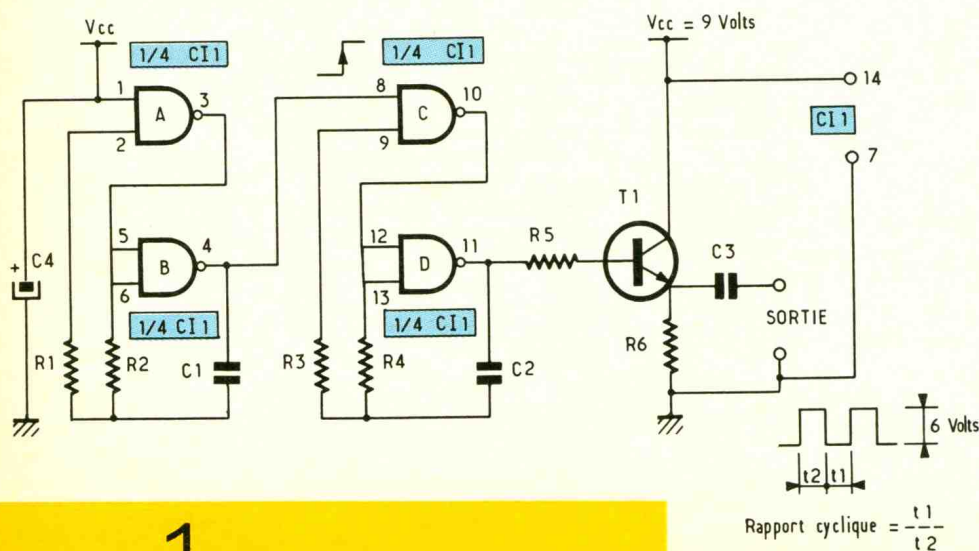 Vcc
1/4 CI1
1
2
3
A
5
6
4
B
1/4 CI1
+
C4
R1
R2
C1
1/4 CI1
8
9
10
C
12
13
11
D
1/4 CI1
R3
R4
C2
R5
T1
Vcc = 9 Volts
14
CI1
7
C3
SORTIE
R6
6 Volts
t2
t1
Rapport cyclique = t1
t2
1